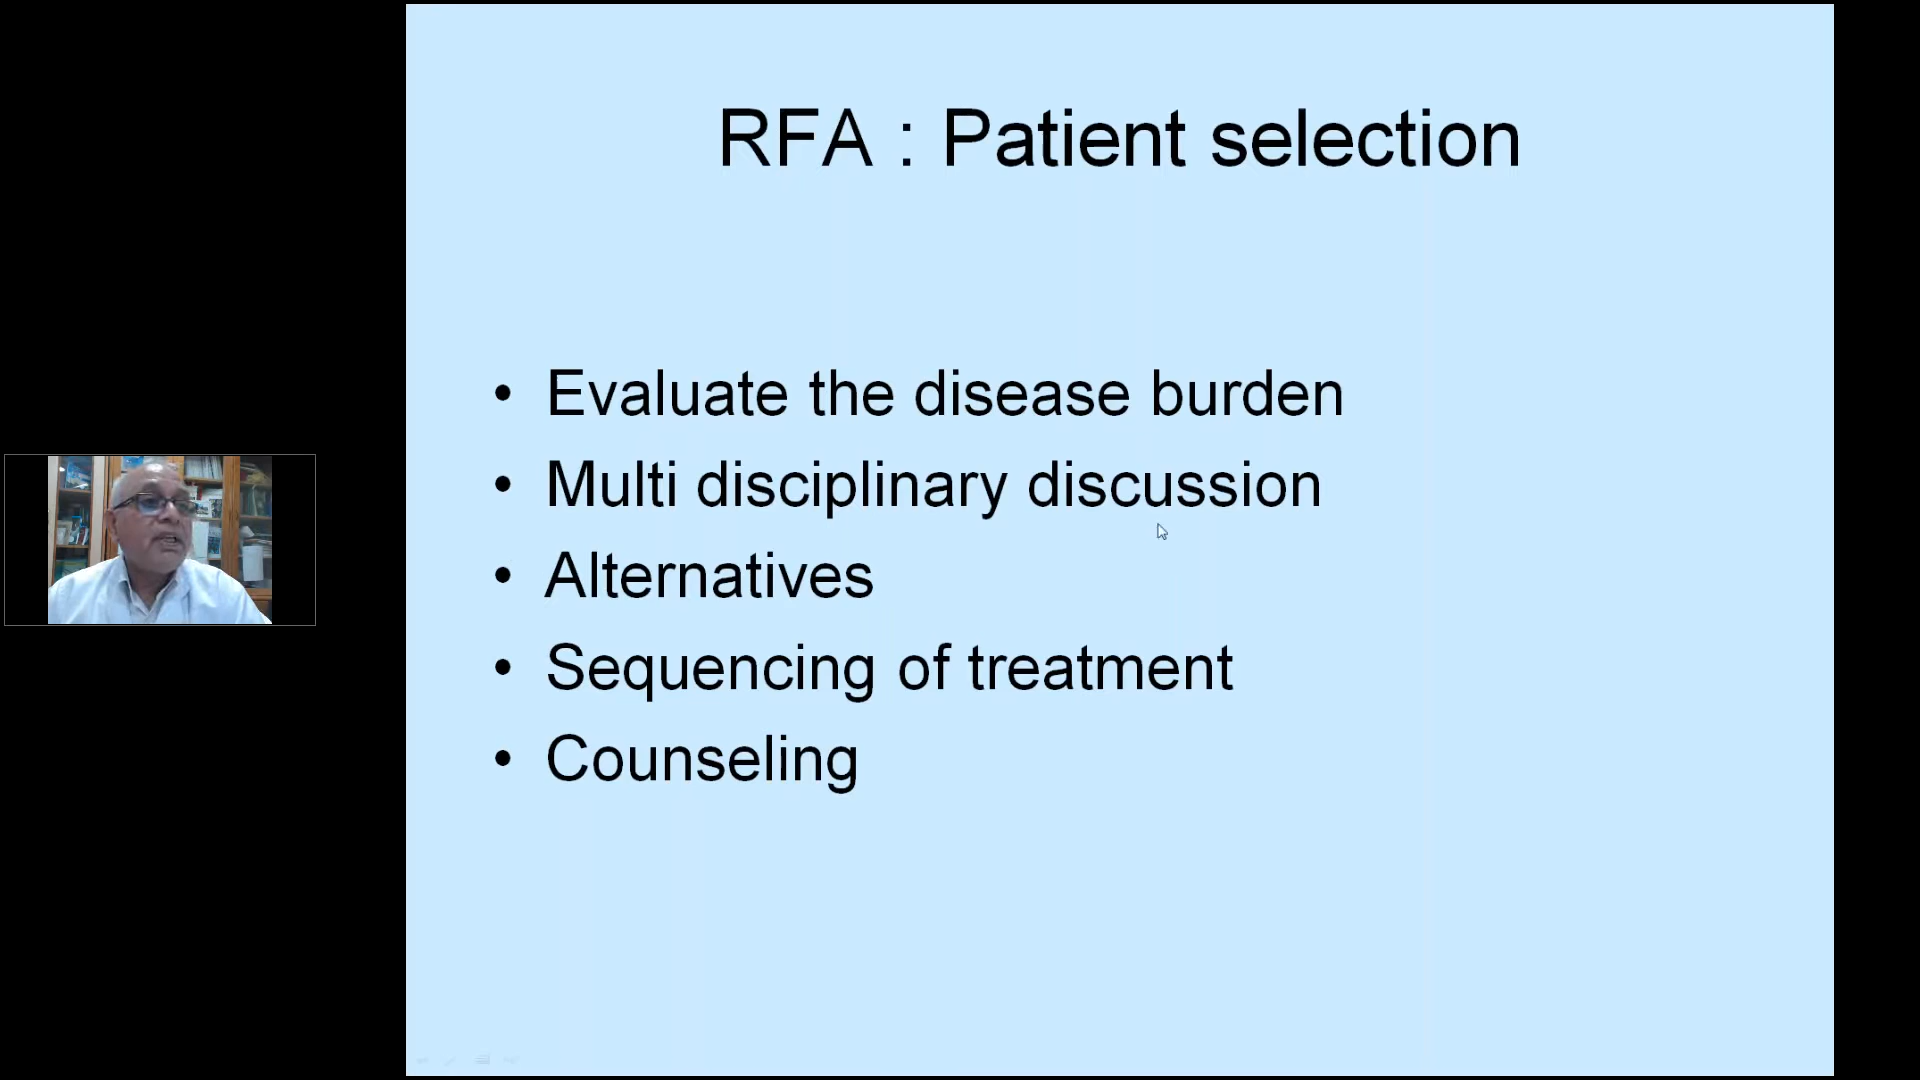 RFA : Patient selection
• Evaluate the disease burden
• Multi disciplinary discussion
• Alternatives
• Sequencing of treatment
• Counseling